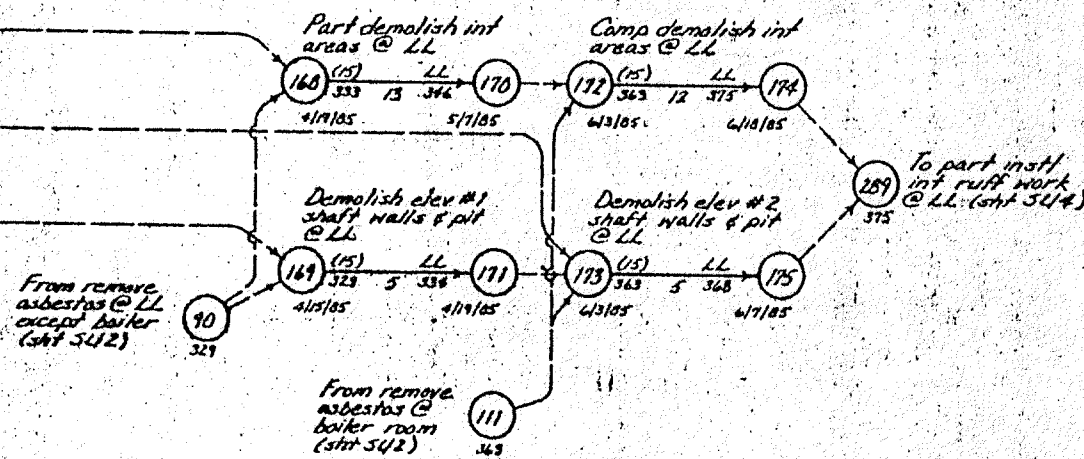 Part demolish int
areas @ LL
(15) LL
168 333 13 346 170
4/17/85 5/7/85
Comp demolish int
areas @ LL
(15) LL
172 363 12 375 174
6/3/85 6/18/85
Demolish elev #1
shaft walls & pit
@ LL
(15) LL
169 329 5 334 171
4/15/85 4/19/85
Demolish elev #2
shaft walls & pit
@ LL
(15) LL
173 363 5 368 175
6/3/85 6/7/85
289
375
To part instl
int ruff work
@ LL (sht SU4)
From remove
asbestos @ LL
except boiler
(sht SU2)
90
329
From remove
asbestos @
boiler room
(sht SU2)
111
363